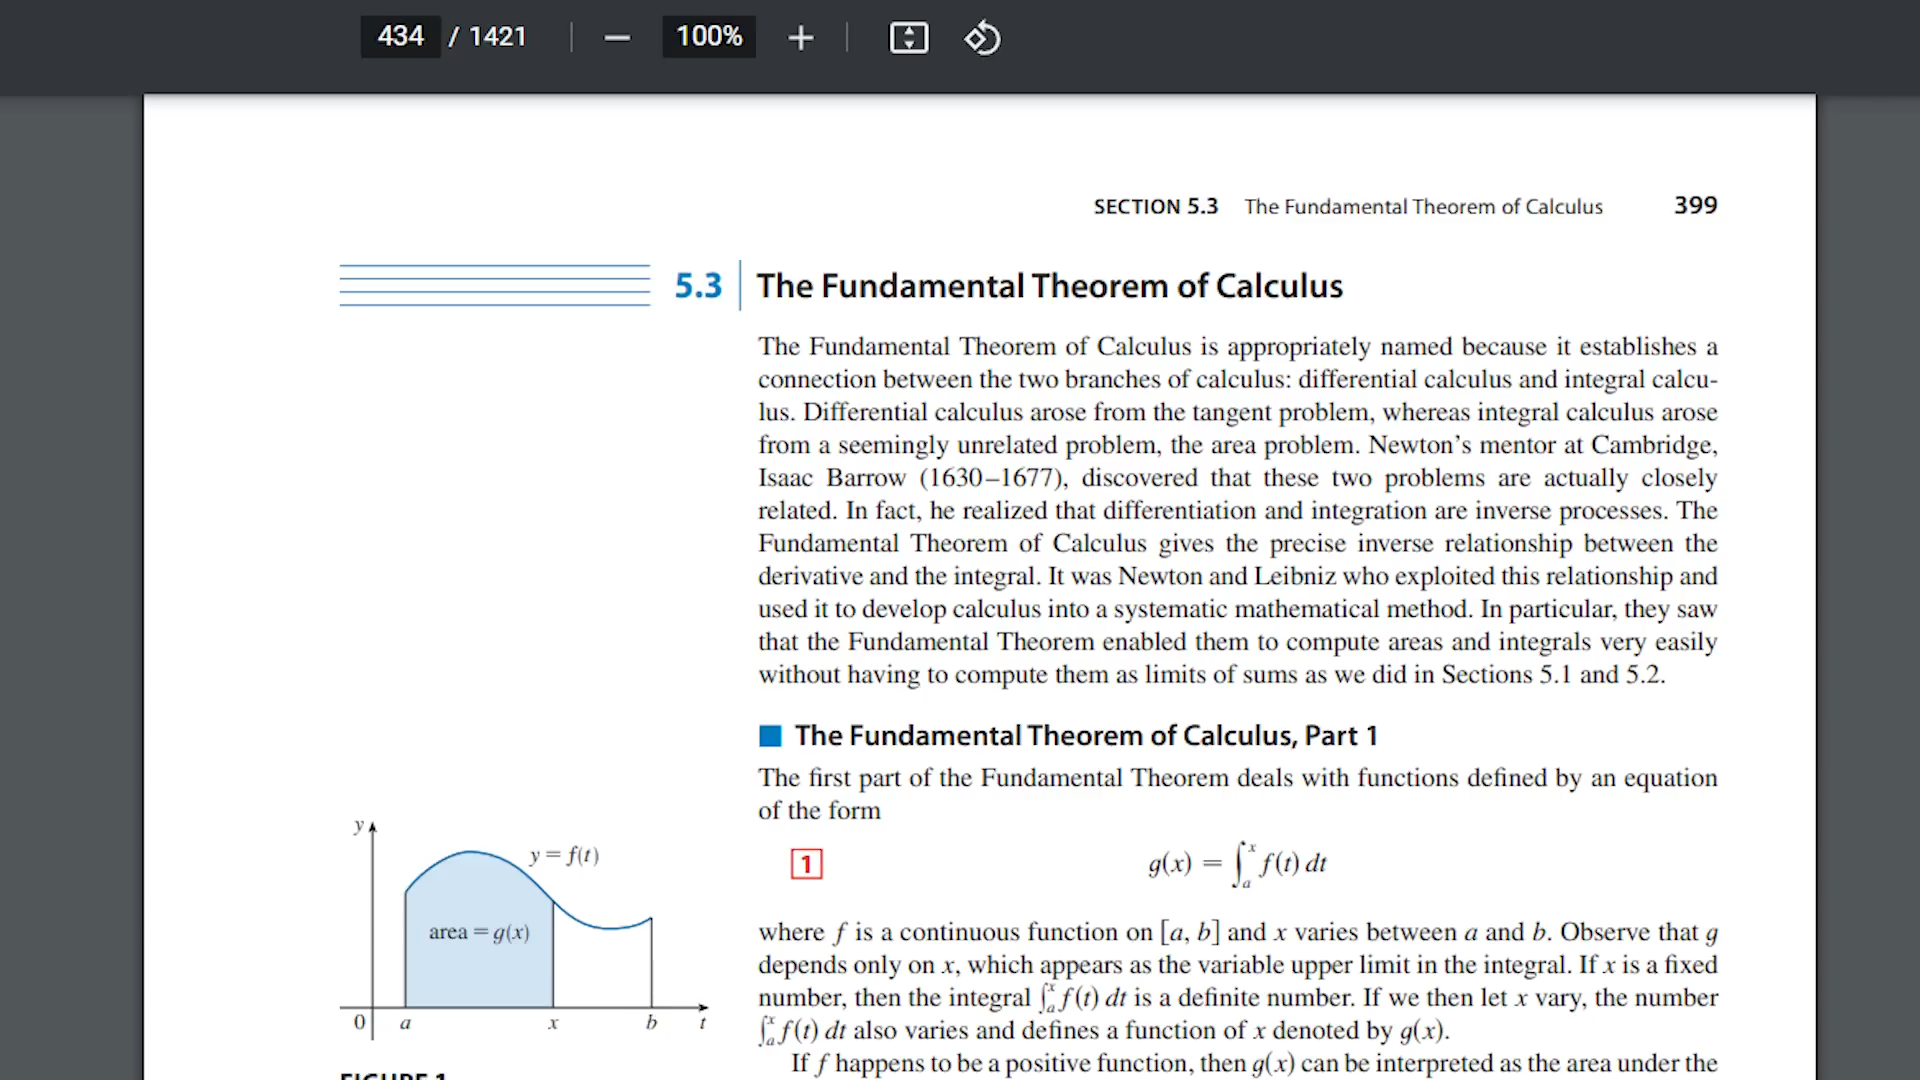 434 / 1421 — 100% +
SECTION 5.3 The Fundamental Theorem of Calculus 399
5.3 The Fundamental Theorem of Calculus
The Fundamental Theorem of Calculus is appropriately named because it establishes a
connection between the two branches of calculus: differential calculus and integral calcu-
lus. Differential calculus arose from the tangent problem, whereas integral calculus arose
from a seemingly unrelated problem, the area problem. Newton’s mentor at Cambridge,
Isaac Barrow (1630–1677), discovered that these two problems are actually closely
related. In fact, he realized that differentiation and integration are inverse processes. The
Fundamental Theorem of Calculus gives the precise inverse relationship between the
derivative and the integral. It was Newton and Leibniz who exploited this relationship and
used it to develop calculus into a systematic mathematical method. In particular, they saw
that the Fundamental Theorem enabled them to compute areas and integrals very easily
without having to compute them as limits of sums as we did in Sections 5.1 and 5.2.
The Fundamental Theorem of Calculus, Part 1
The first part of the Fundamental Theorem deals with functions defined by an equation
of the form
1 g(x) = ∫ₐˣ f(t) dt
where f is a continuous function on [a, b] and x varies between a and b. Observe that g
depends only on x, which appears as the variable upper limit in the integral. If x is a fixed
number, then the integral ∫ₐˣ f(t) dt is a definite number. If we then let x vary, the number
∫ₐˣ f(t) dt also varies and defines a function of x denoted by g(x).
If f happens to be a positive function, then g(x) can be interpreted as the area under the
y
y = f(t)
area = g(x)
0 a x b t
FIGURE 1